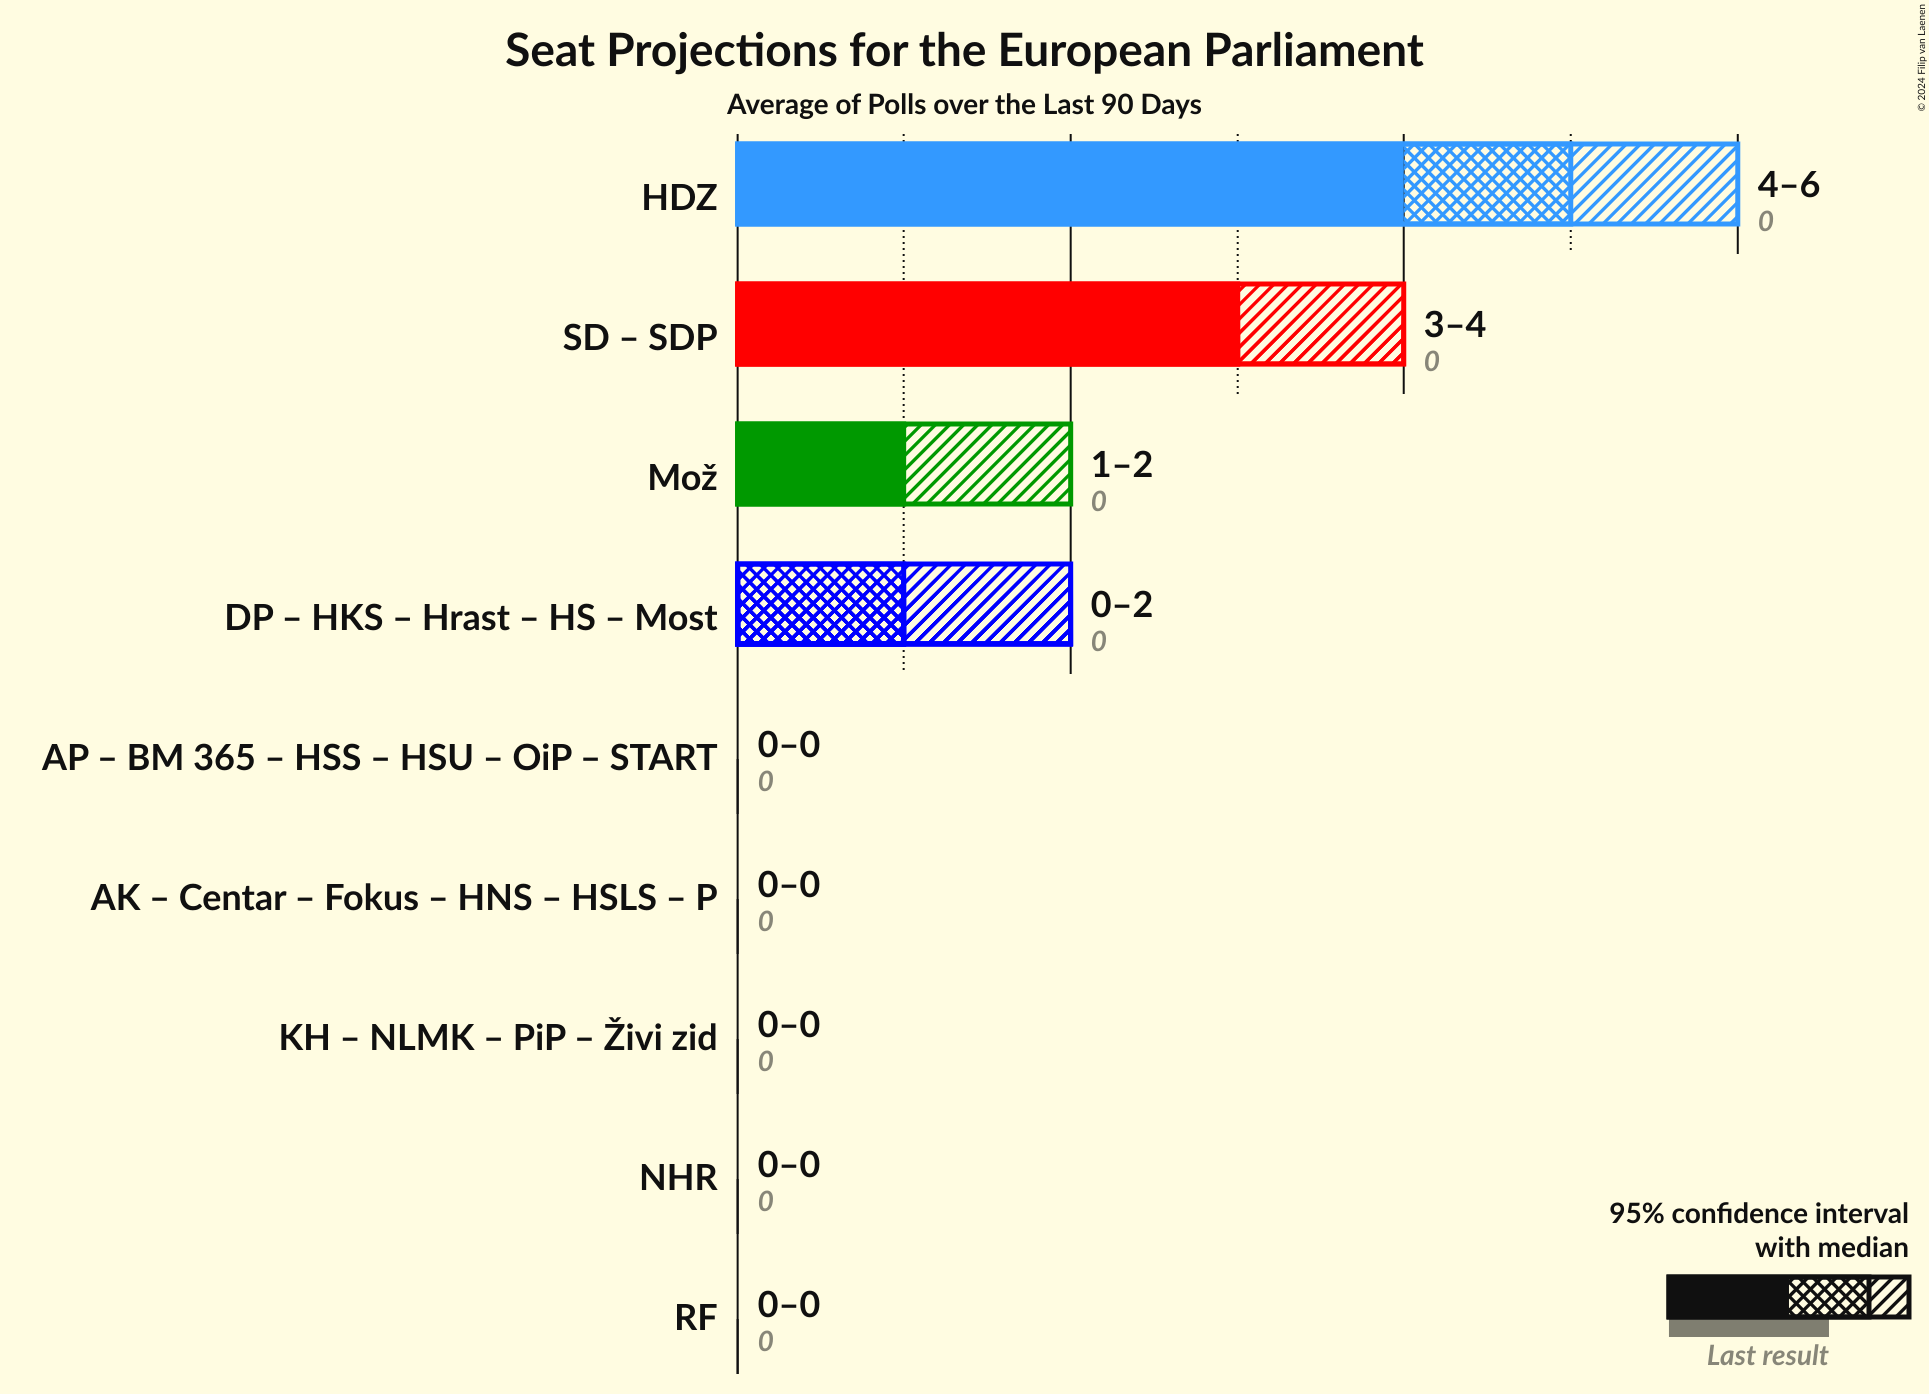 Seat Projections for the European Parliament
Average of Polls over the Last 90 Days
© 2024 Filip van Laenen
HDZ
4–6
0
SD – SDP
3–4
0
Mož
1–2
0
DP – HKS – Hrast – HS – Most
0–2
0
AP – BM 365 – HSS – HSU – OiP – START
0–0
0
AK – Centar – Fokus – HNS – HSLS – P
0–0
0
KH – NLMK – PiP – Živi zid
0–0
0
NHR
0–0
0
RF
0–0
0
95% confidence interval
with median
Last result